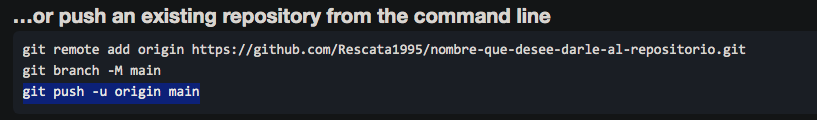 ...or push an existing repository from the command line
git remote add origin https://github.com/Rescata1995/nombre-que-desee-darle-al-repositorio.git
git branch -M main
git push -u origin main